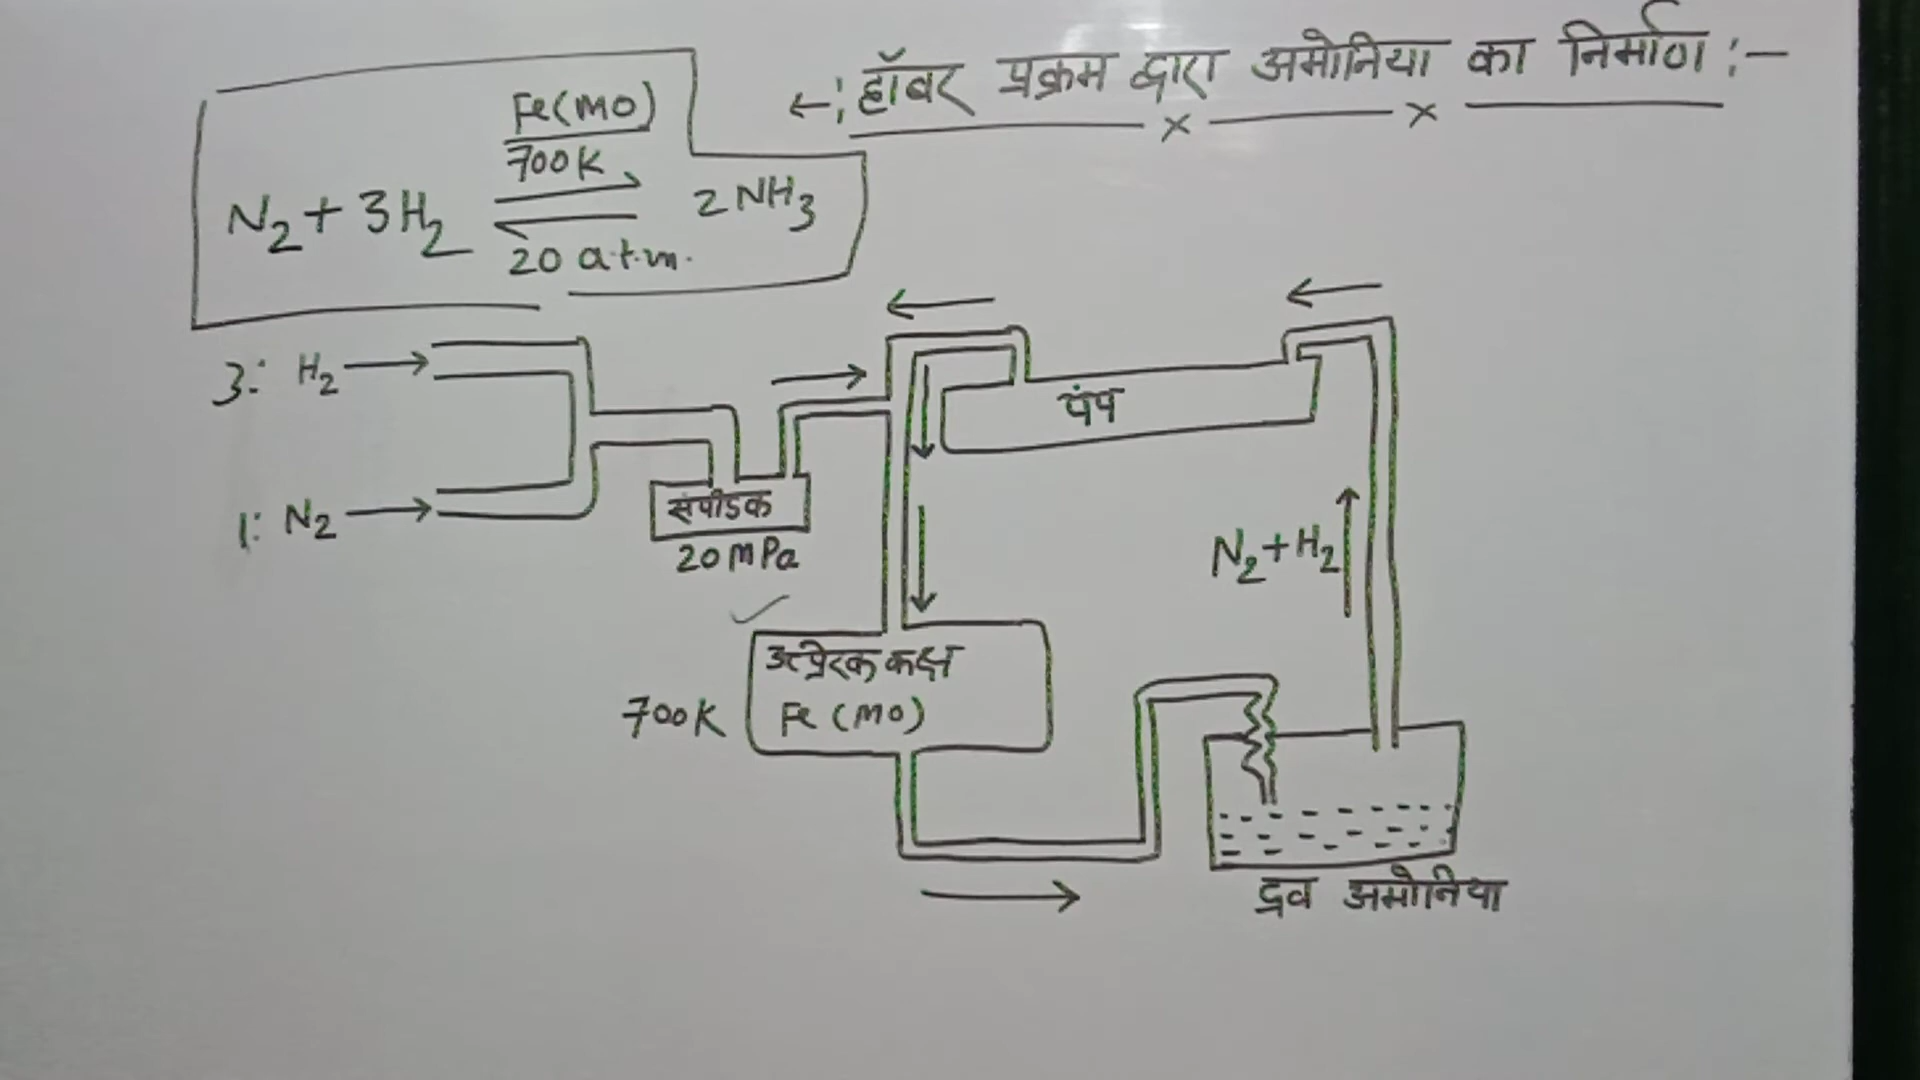 ←: हॉबर प्रक्रम द्वारा अमोनिया का निर्माण :-
Fe(MO)
700K
N₂ + 3H₂ ⇌ 2NH₃
20 a.t.m.
3: H₂ →
1: N₂ →
संपीडक
20 mPa
पंप
N₂+H₂
उत्प्रेरक कक्ष
Fe (MO)
700K
द्रव अमोनिया